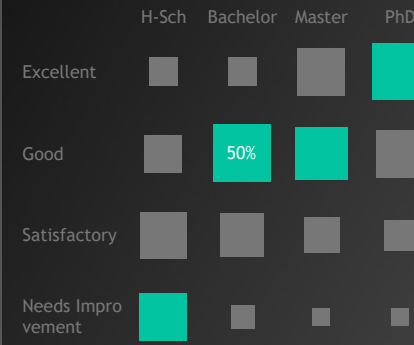 H-Sch Bachelor Master PhD
Excellent
Good 50%
Satisfactory
Needs Impro
vement